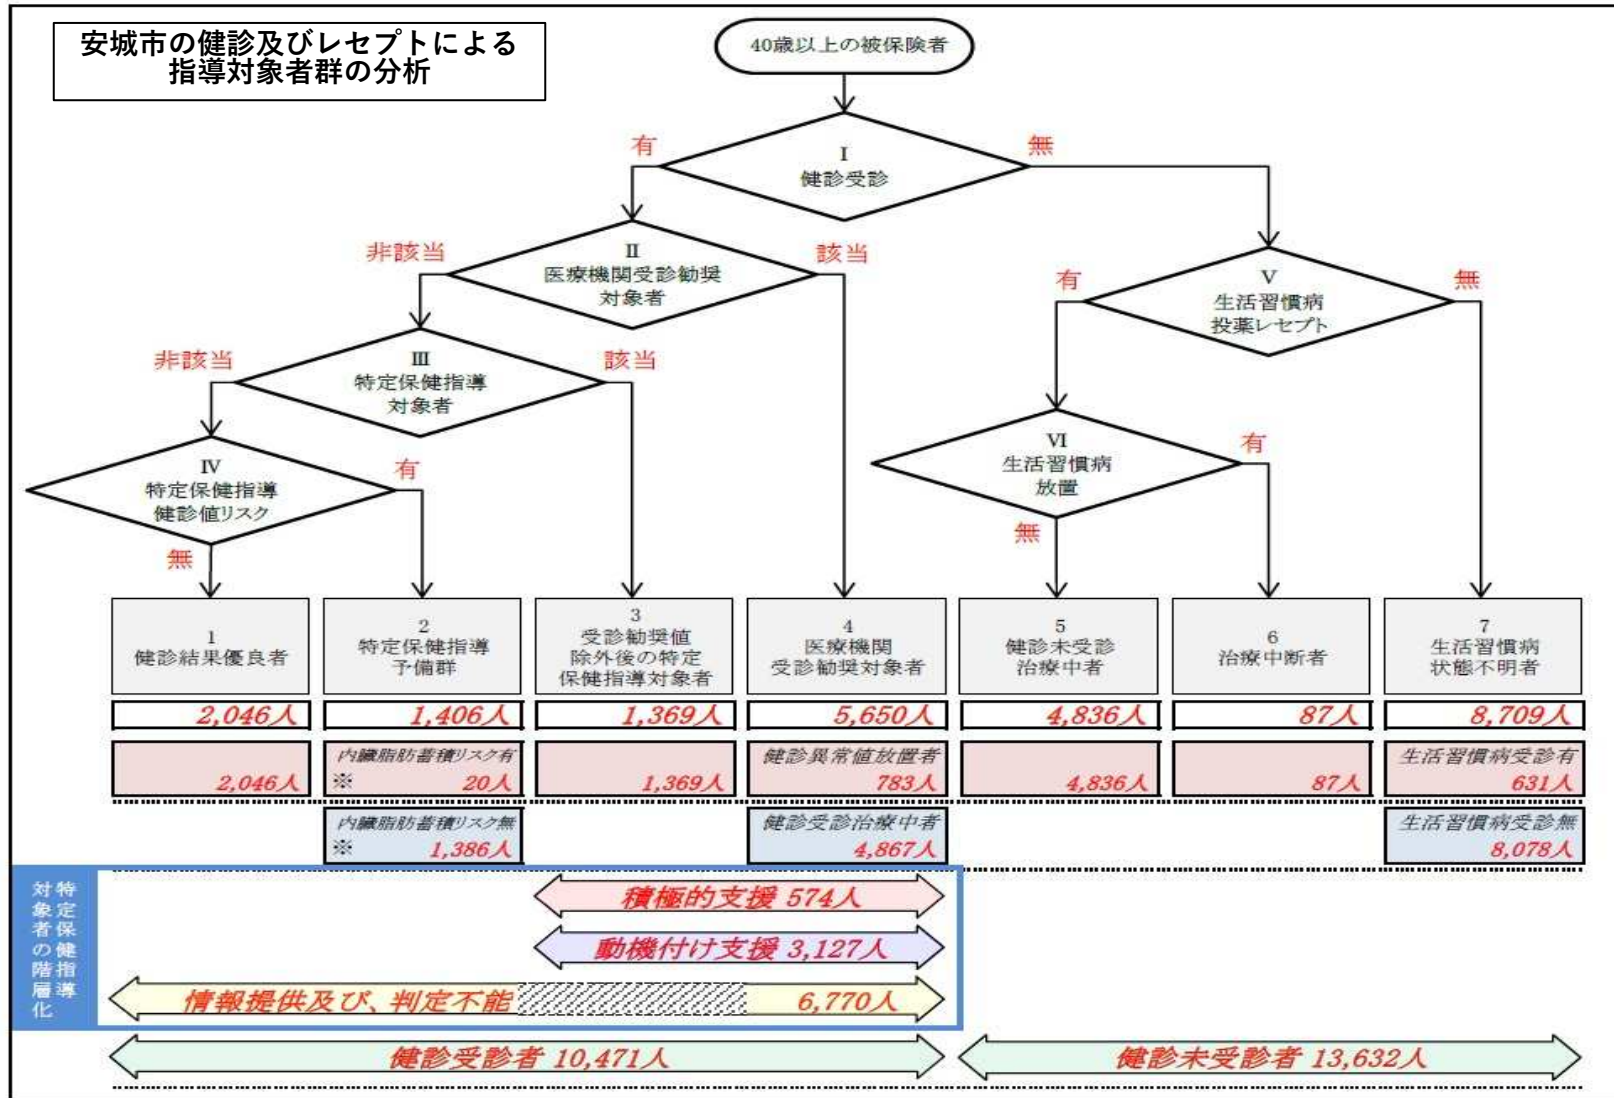 安城市の健診及びレセプトによる
指導対象者群の分析
40歳以上の被保険者
Ⅰ
健診受診
有
無
Ⅱ
医療機関受診勧奨
対象者
非該当
該当
Ⅴ
生活習慣病
投薬レセプト
有
無
Ⅲ
特定保健指導
対象者
非該当
該当
Ⅵ
生活習慣病
放置
有
無
Ⅳ
特定保健指導
健診値リスク
有
無
1
健診結果優良者
2
特定保健指導
予備群
3
受診勧奨値
除外後の特定
保健指導対象者
4
医療機関
受診勧奨対象者
5
健診未受診
治療中者
6
治療中断者
7
生活習慣病
状態不明者
2,046人
1,406人
1,369人
5,650人
4,836人
87人
8,709人
2,046人
内臓脂肪蓄積リスク有
※ 20人
1,369人
健診異常値放置者
783人
4,836人
87人
生活習慣病受診有
631人
内臓脂肪蓄積リスク無
※ 1,386人
健診受診治療中者
4,867人
生活習慣病受診無
8,078人
特定保健指導
対象者の階層化
積極的支援 574人
動機付け支援 3,127人
情報提供及び、判定不能 6,770人
健診受診者 10,471人
健診未受診者 13,632人